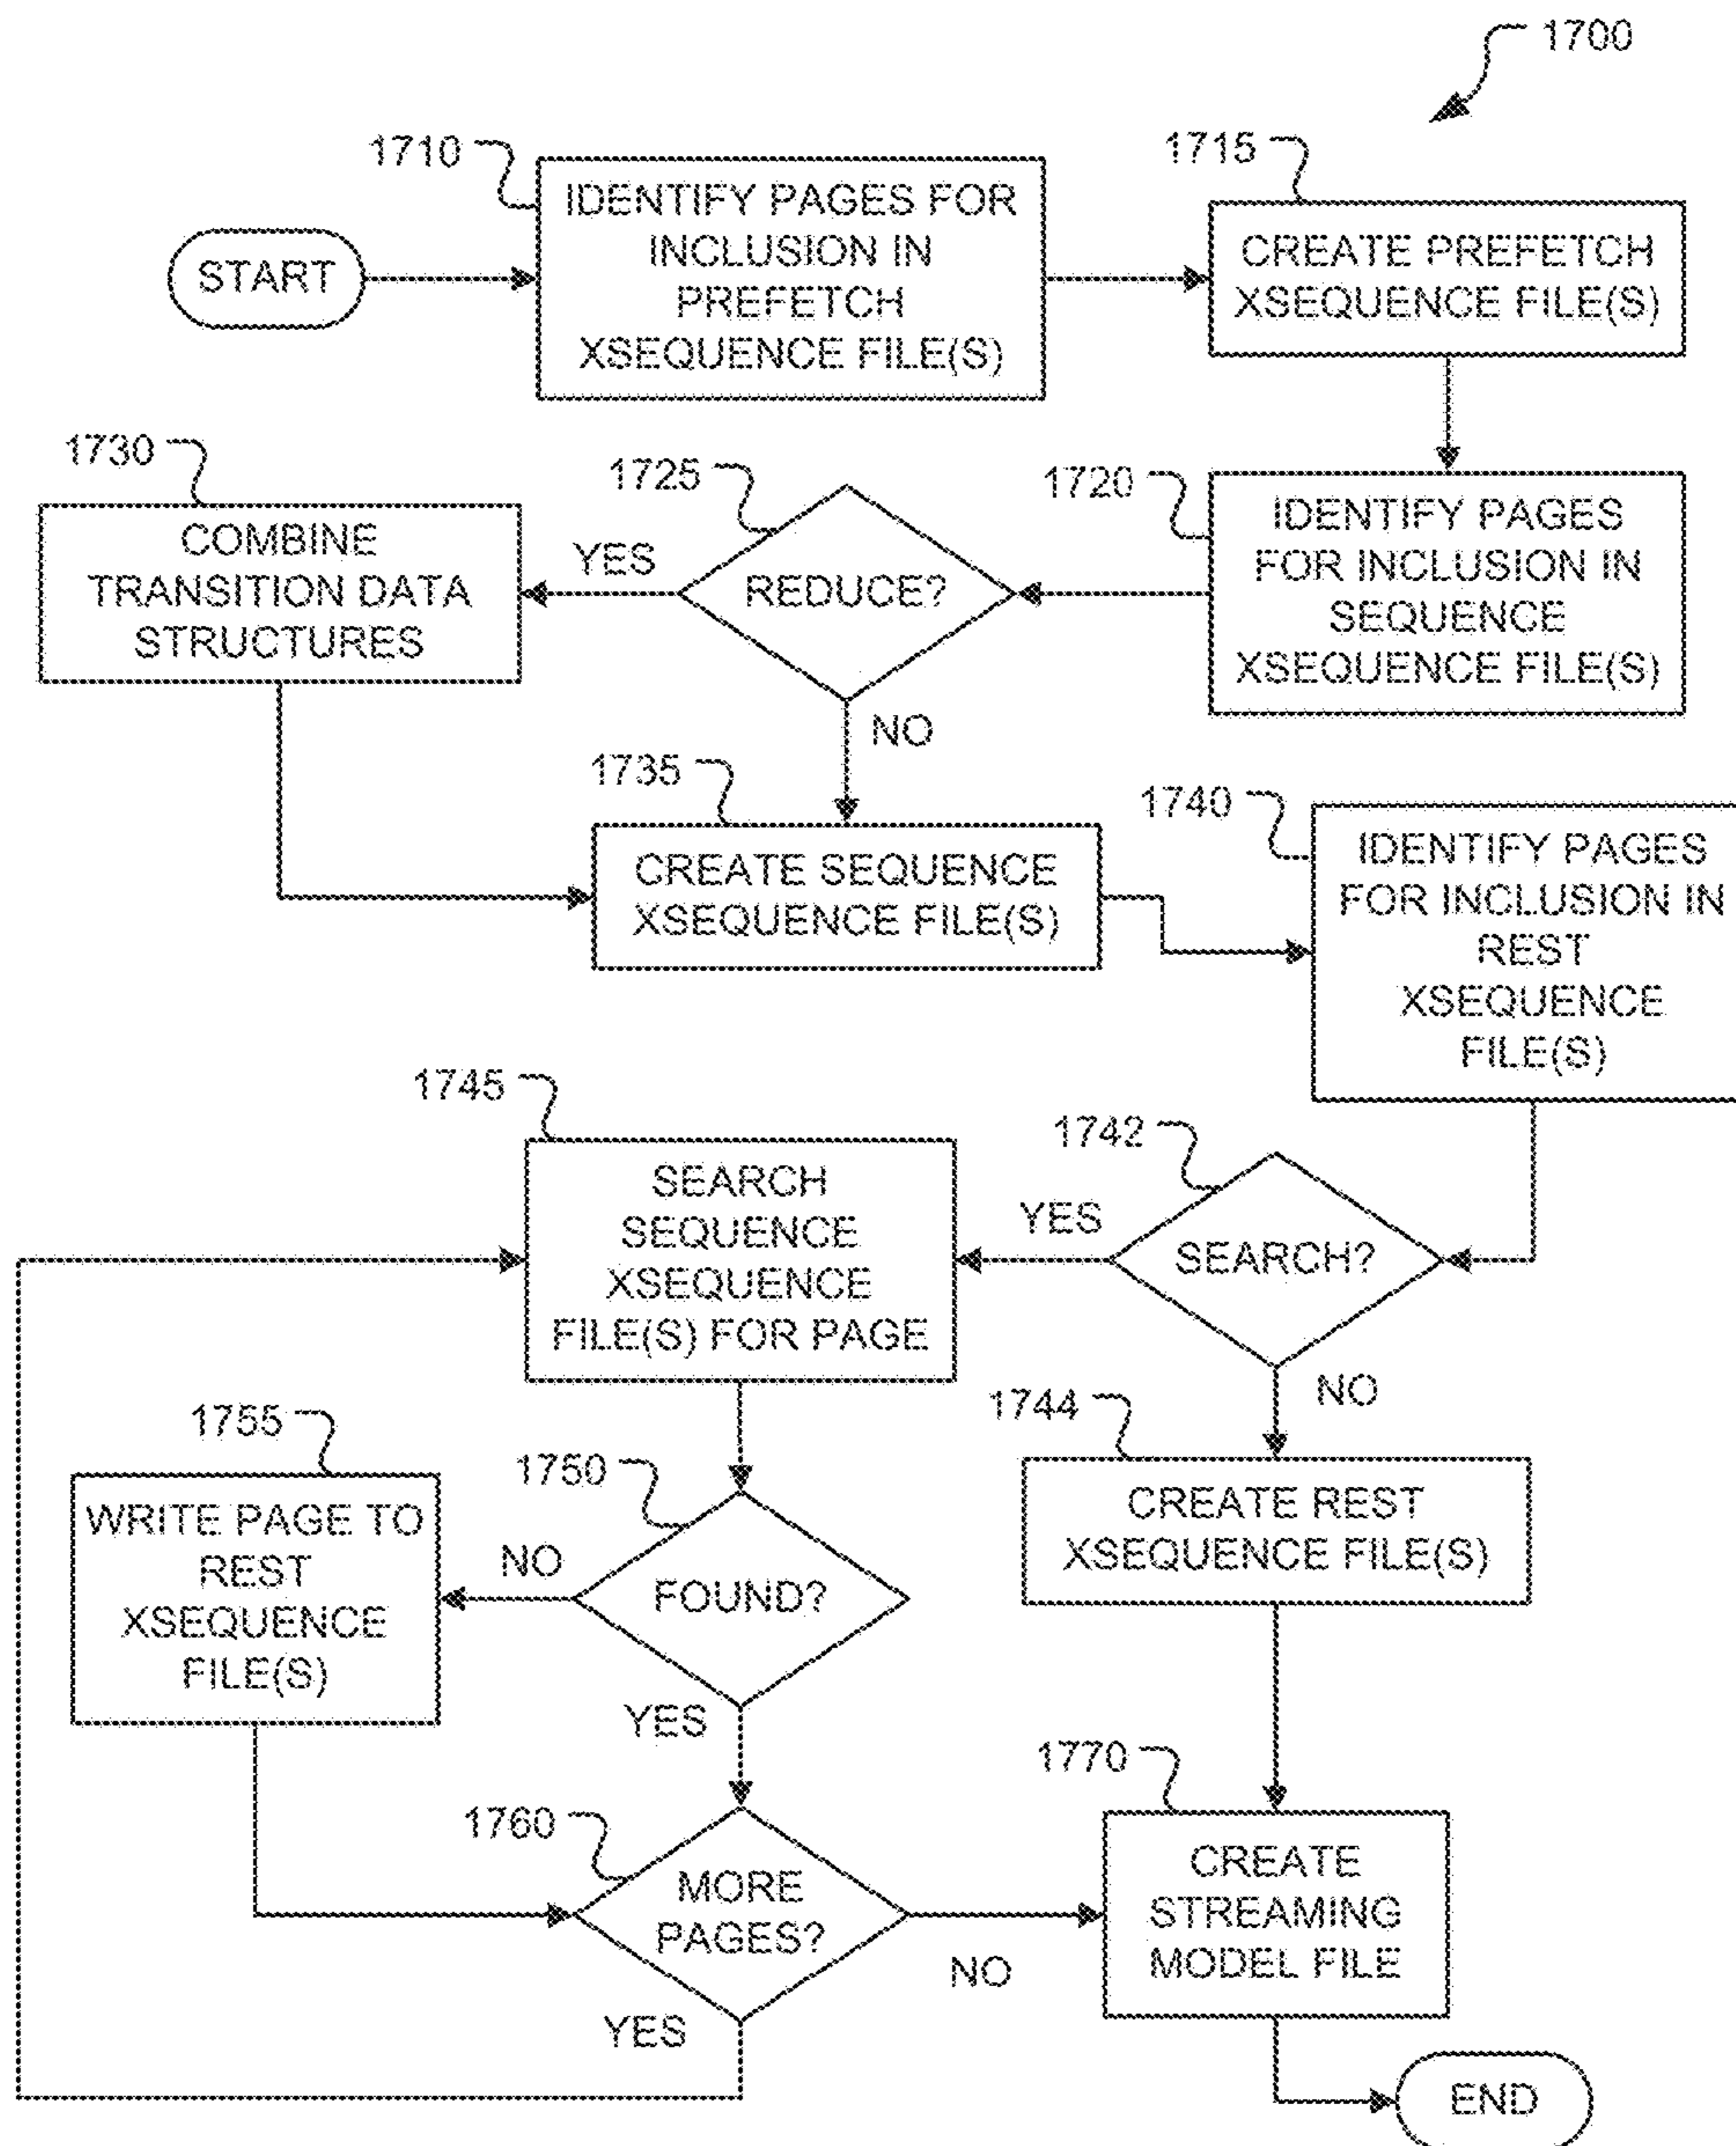 1700
1710
IDENTIFY PAGES FOR
INCLUSION IN
PREFETCH
XSEQUENCE FILE(S)
1715
CREATE PREFETCH
XSEQUENCE FILE(S)
START
1730
COMBINE
TRANSITION DATA
STRUCTURES
YES
1725
REDUCE?
NO
1720
IDENTIFY PAGES
FOR INCLUSION IN
SEQUENCE
XSEQUENCE FILE(S)
1735
CREATE SEQUENCE
XSEQUENCE FILE(S)
1740
IDENTIFY PAGES
FOR INCLUSION IN
REST
XSEQUENCE
FILE(S)
1745
SEARCH
SEQUENCE
XSEQUENCE
FILE(S) FOR PAGE
YES
1742
SEARCH?
NO
1744
CREATE REST
XSEQUENCE FILE(S)
1755
WRITE PAGE TO
REST
XSEQUENCE
FILE(S)
NO
1750
FOUND?
YES
1760
MORE
PAGES?
NO
YES
1770
CREATE
STREAMING
MODEL FILE
END